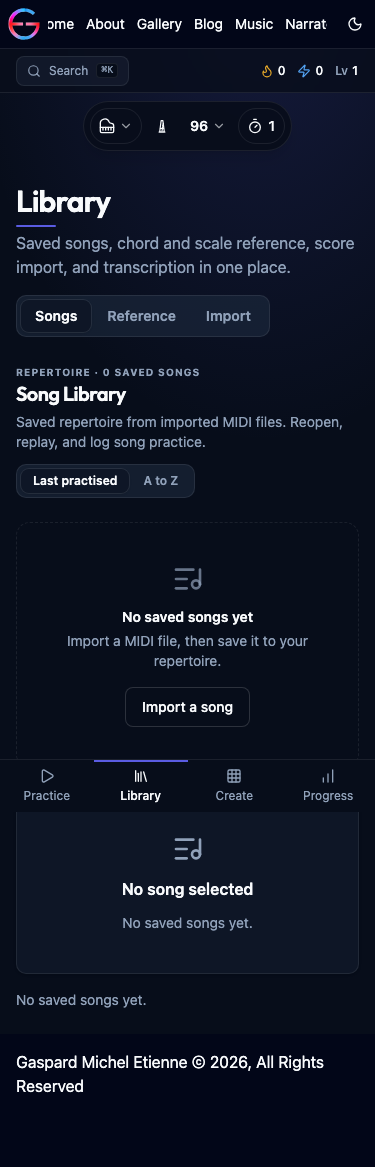 ome About Gallery Blog Music Narrat
Search ⌘K 0 0 Lv 1
96 1
Library
Saved songs, chord and scale reference, score
import, and transcription in one place.
Songs Reference Import
REPERTOIRE · 0 SAVED SONGS
Song Library
Saved repertoire from imported MIDI files. Reopen,
replay, and log song practice.
Last practised A to Z
No saved songs yet
Import a MIDI file, then save it to your
repertoire.
Import a song
Practice Library Create Progress
No song selected
No saved songs yet.
No saved songs yet.
Gaspard Michel Etienne © 2026, All Rights
Reserved